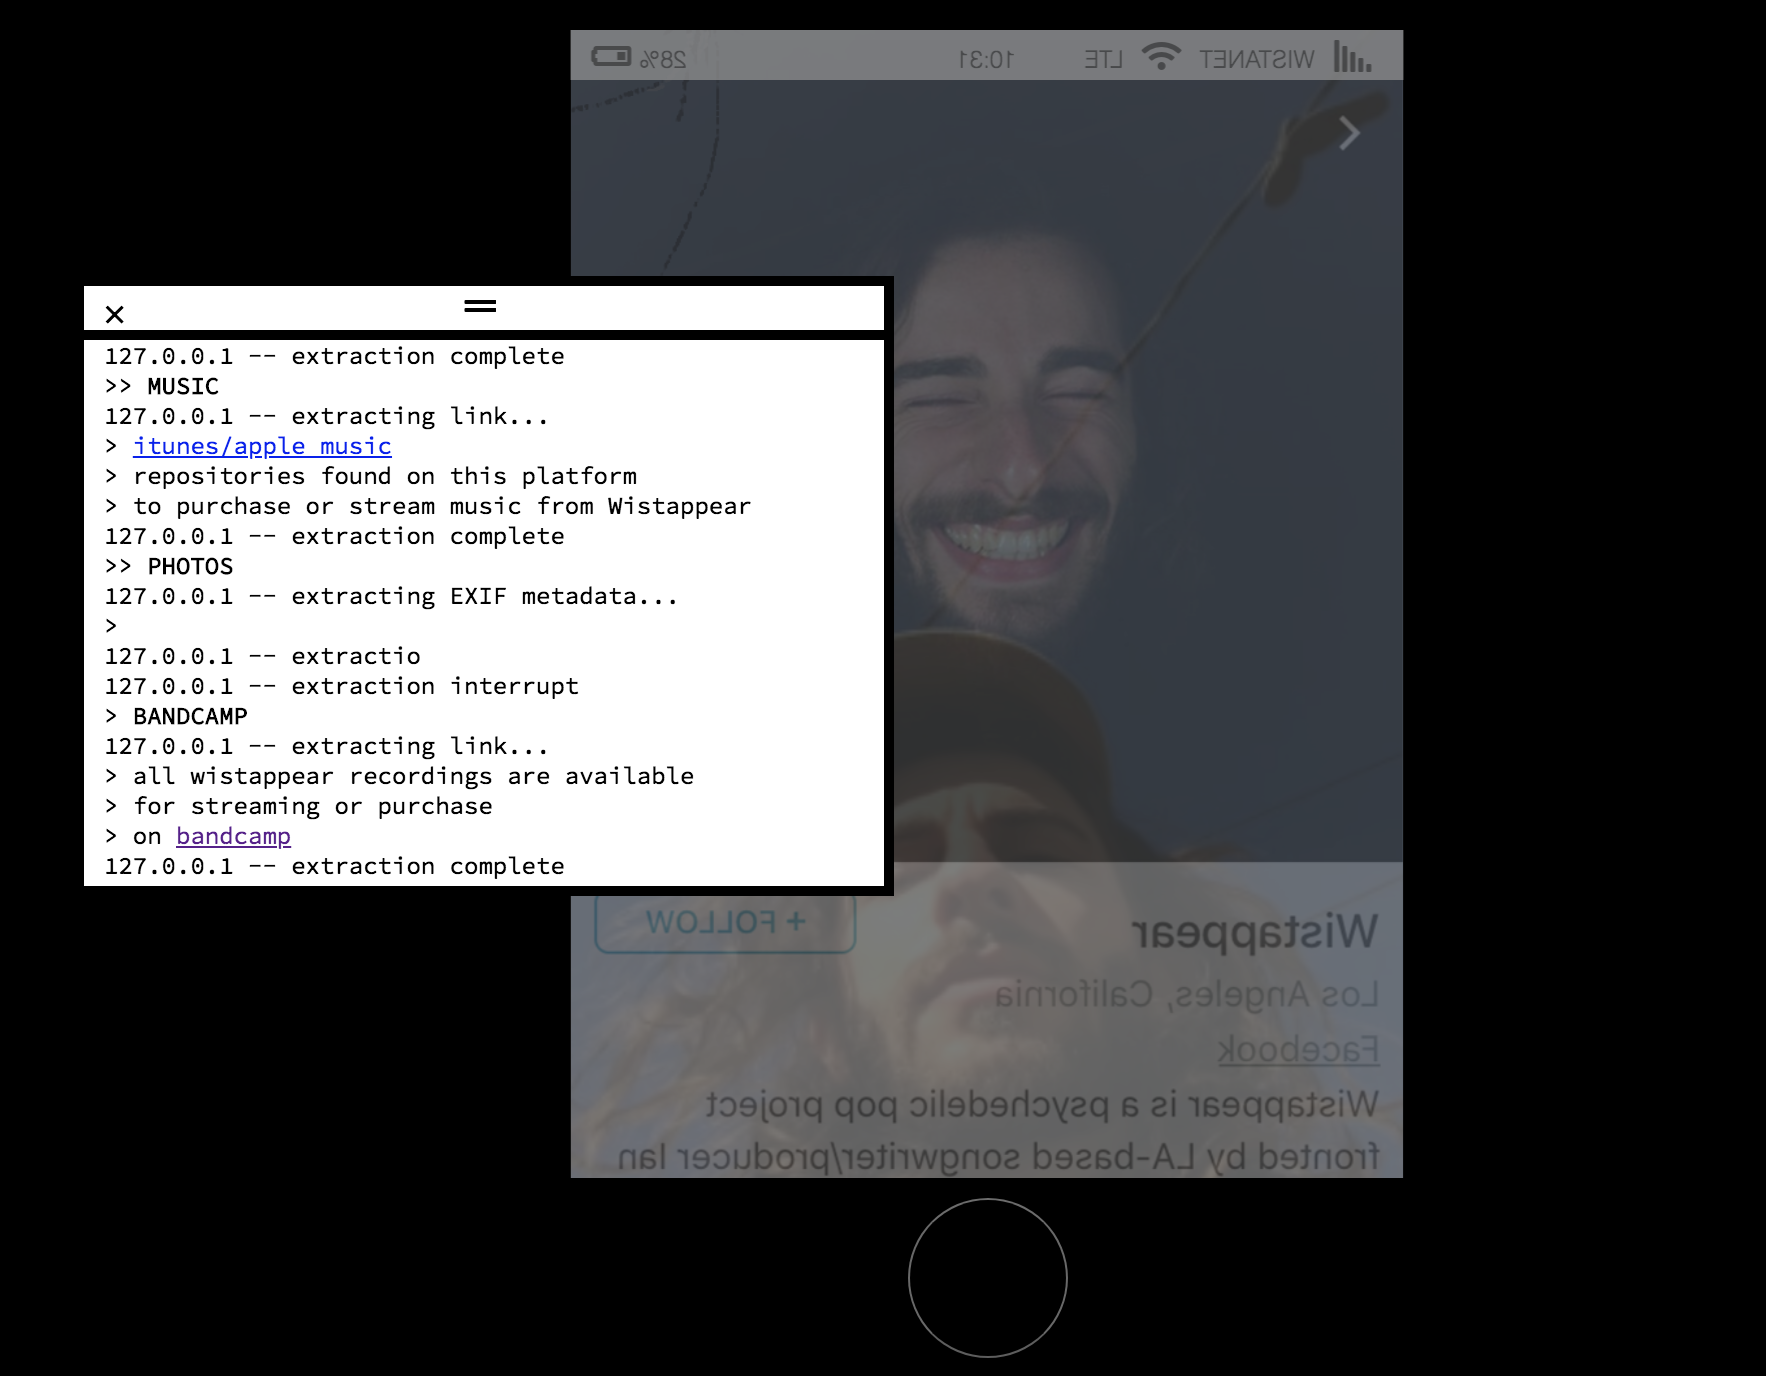 28% 10:31 LTE WISTANET
×
127.0.0.1 -- extraction complete
>> MUSIC
127.0.0.1 -- extracting link...
> itunes/apple music
> repositories found on this platform
> to purchase or stream music from Wistappear
127.0.0.1 -- extraction complete
>> PHOTOS
127.0.0.1 -- extracting EXIF metadata...
>
127.0.0.1 -- extractio
127.0.0.1 -- extraction interrupt
> BANDCAMP
127.0.0.1 -- extracting link...
> all wistappear recordings are available
> for streaming or purchase
> on bandcamp
127.0.0.1 -- extraction complete
+ FOLLOW
Wistappear
Los Angeles, California
Facebook
Wistappear is a psychedelic pop project
fronted by LA-based songwriter/producer Ian